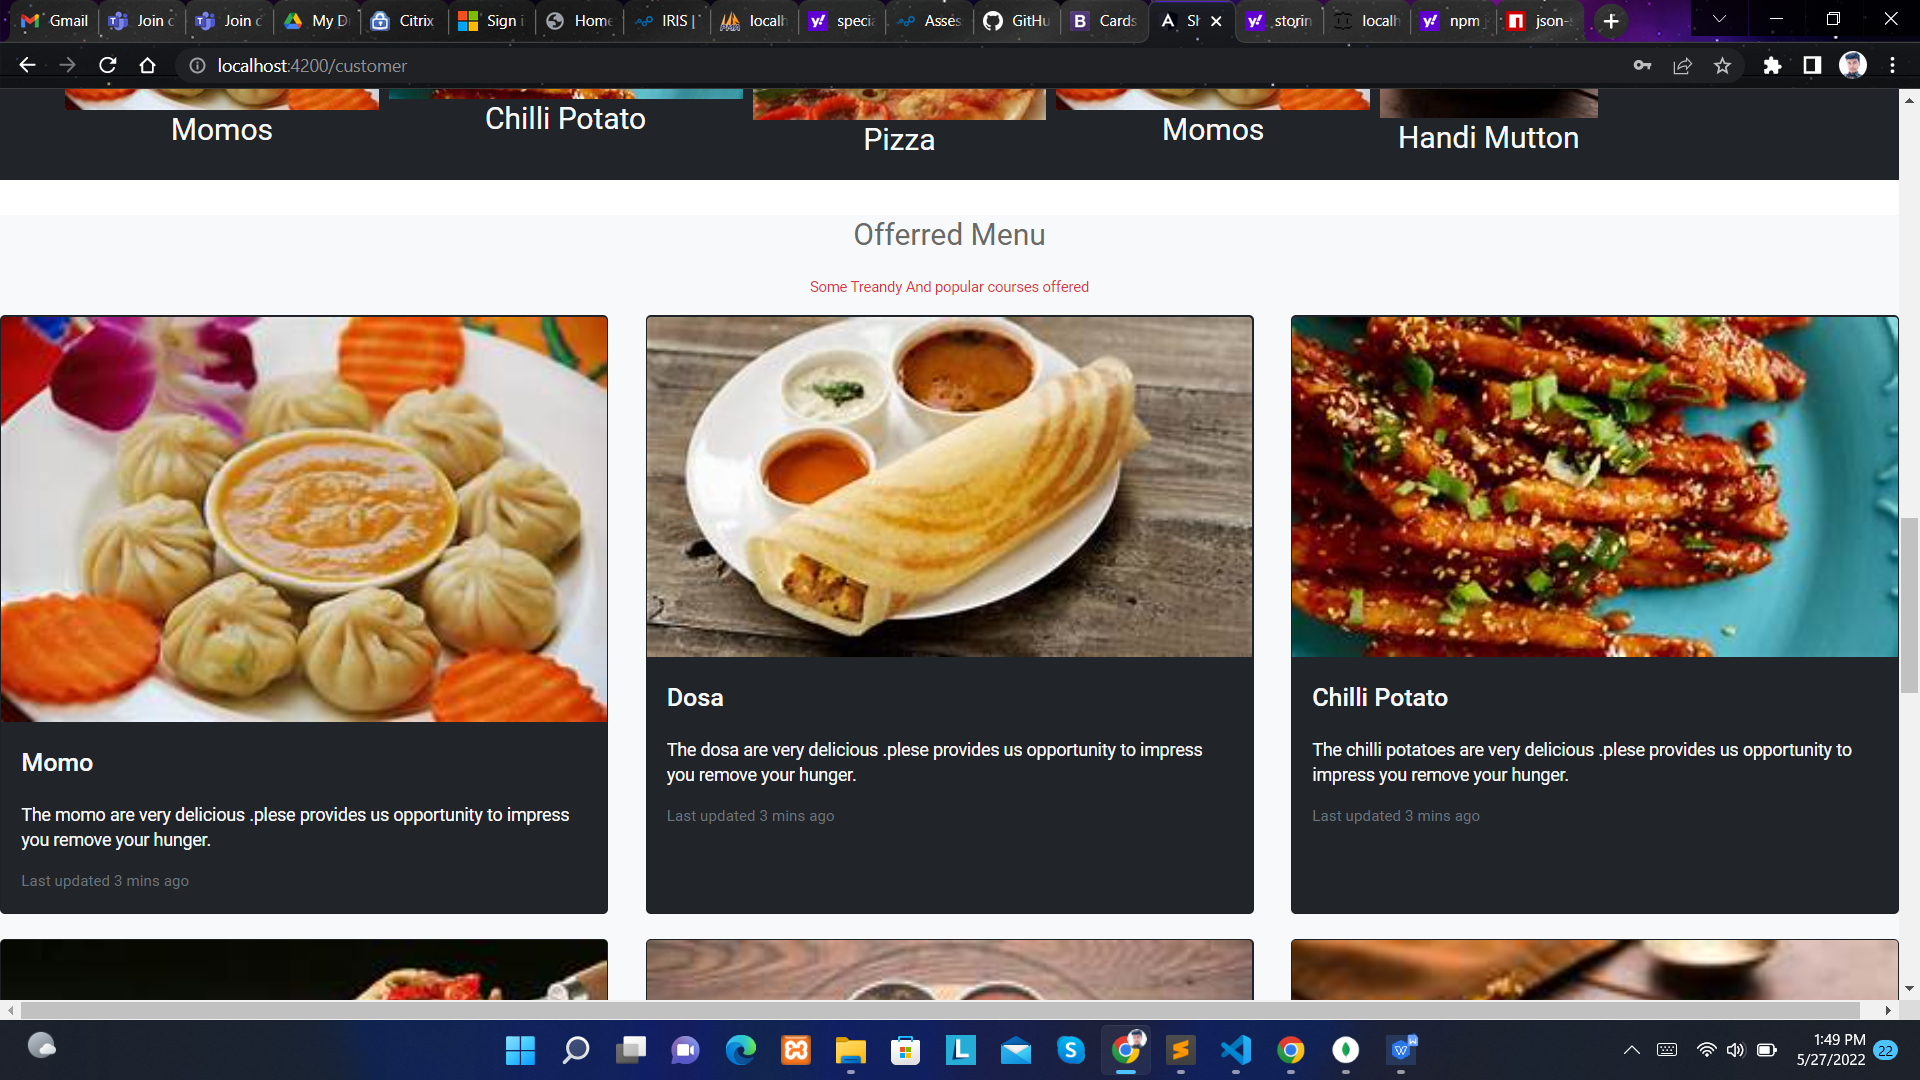 Gmail
Join c
Join c
My D
Citrix
Sign i
Home
IRIS |
localh
specia
Asses
GitHu
Cards
Sh
.storin
localh
npm
json-s
localhost:4200/customer
Momos
Chilli Potato
Pizza
Momos
Handi Mutton
Offerred Menu
Some Treandy And popular courses offered
Momo
The momo are very delicious .plese provides us opportunity to impress
you remove your hunger.
Last updated 3 mins ago
Dosa
The dosa are very delicious .plese provides us opportunity to impress
you remove your hunger.
Last updated 3 mins ago
Chilli Potato
The chilli potatoes are very delicious .plese provides us opportunity to
impress you remove your hunger.
Last updated 3 mins ago
1:49 PM
5/27/2022
22